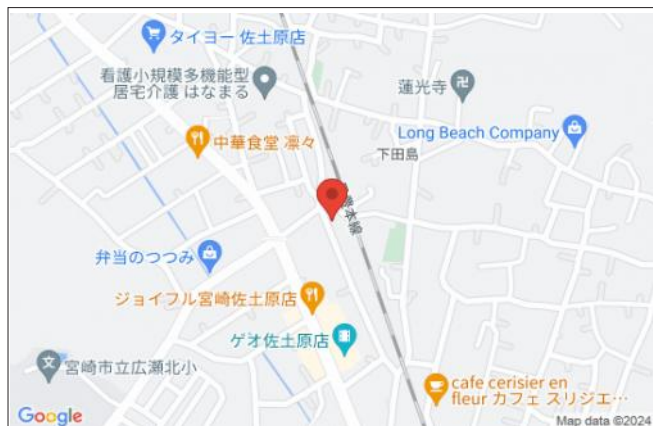 タイヨー 佐土原店
看護小規模多機能型
居宅介護 はなまる
蓮光寺
中華食堂 凛々
Long Beach Company
下田島
本線
弁当のつつみ
ジョイフル宮崎佐土原店
ゲオ佐土原店
文
宮崎市立広瀬北小
cafe cerisier en
fleur カフェ スリジエ…
Google
Map data ©2024